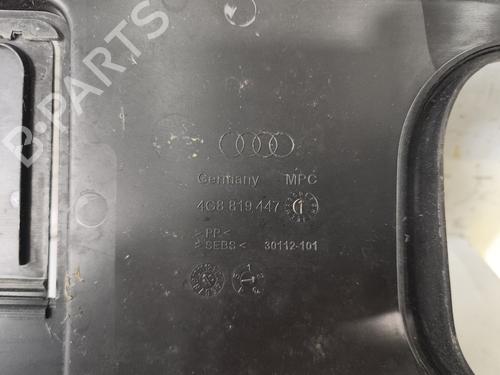 Germany MPC
4G8 819 447
> PP <
> SEBS < 30112-101
B-PARTS